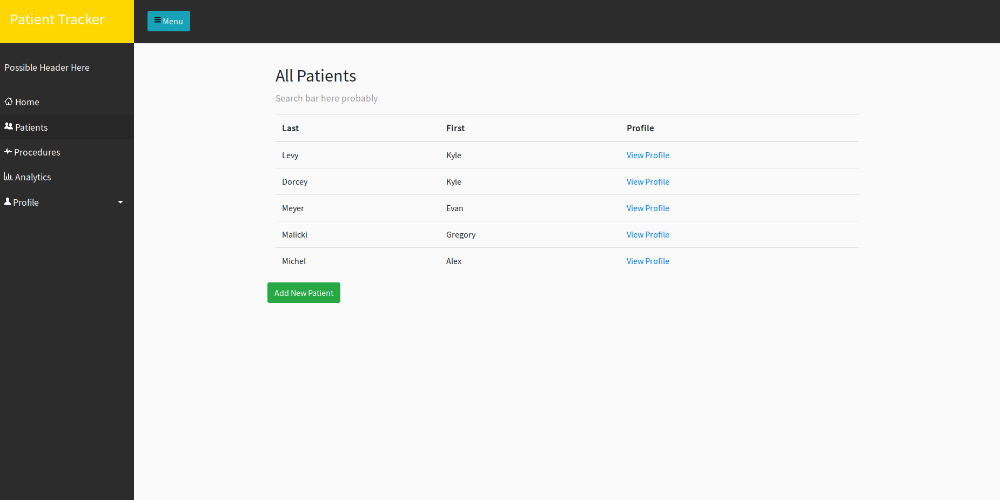 Patient Tracker
Menu
Possible Header Here
Home
Patients
Procedures
Analytics
Profile
All Patients
Search bar here probably
Last First Profile
Levy Kyle View Profile
Dorcey Kyle View Profile
Meyer Evan View Profile
Malicki Gregory View Profile
Michel Alex View Profile
Add New Patient